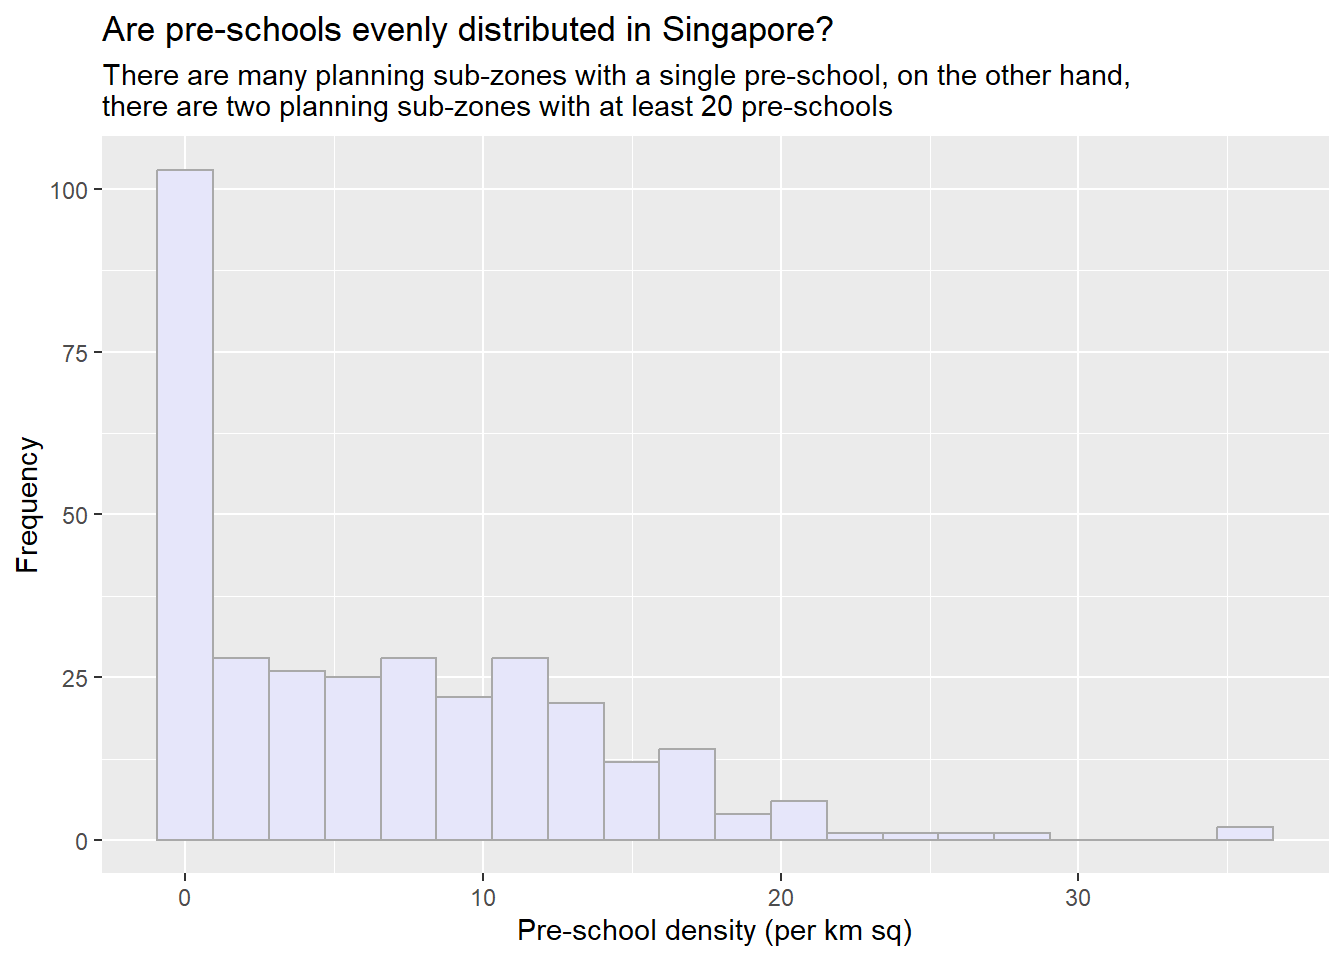 Are pre-schools evenly distributed in Singapore?
There are many planning sub-zones with a single pre-school, on the other hand,
there are two planning sub-zones with at least 20 pre-schools
100
75
50
25
0
Frequency
0
10
20
30
Pre-school density (per km sq)